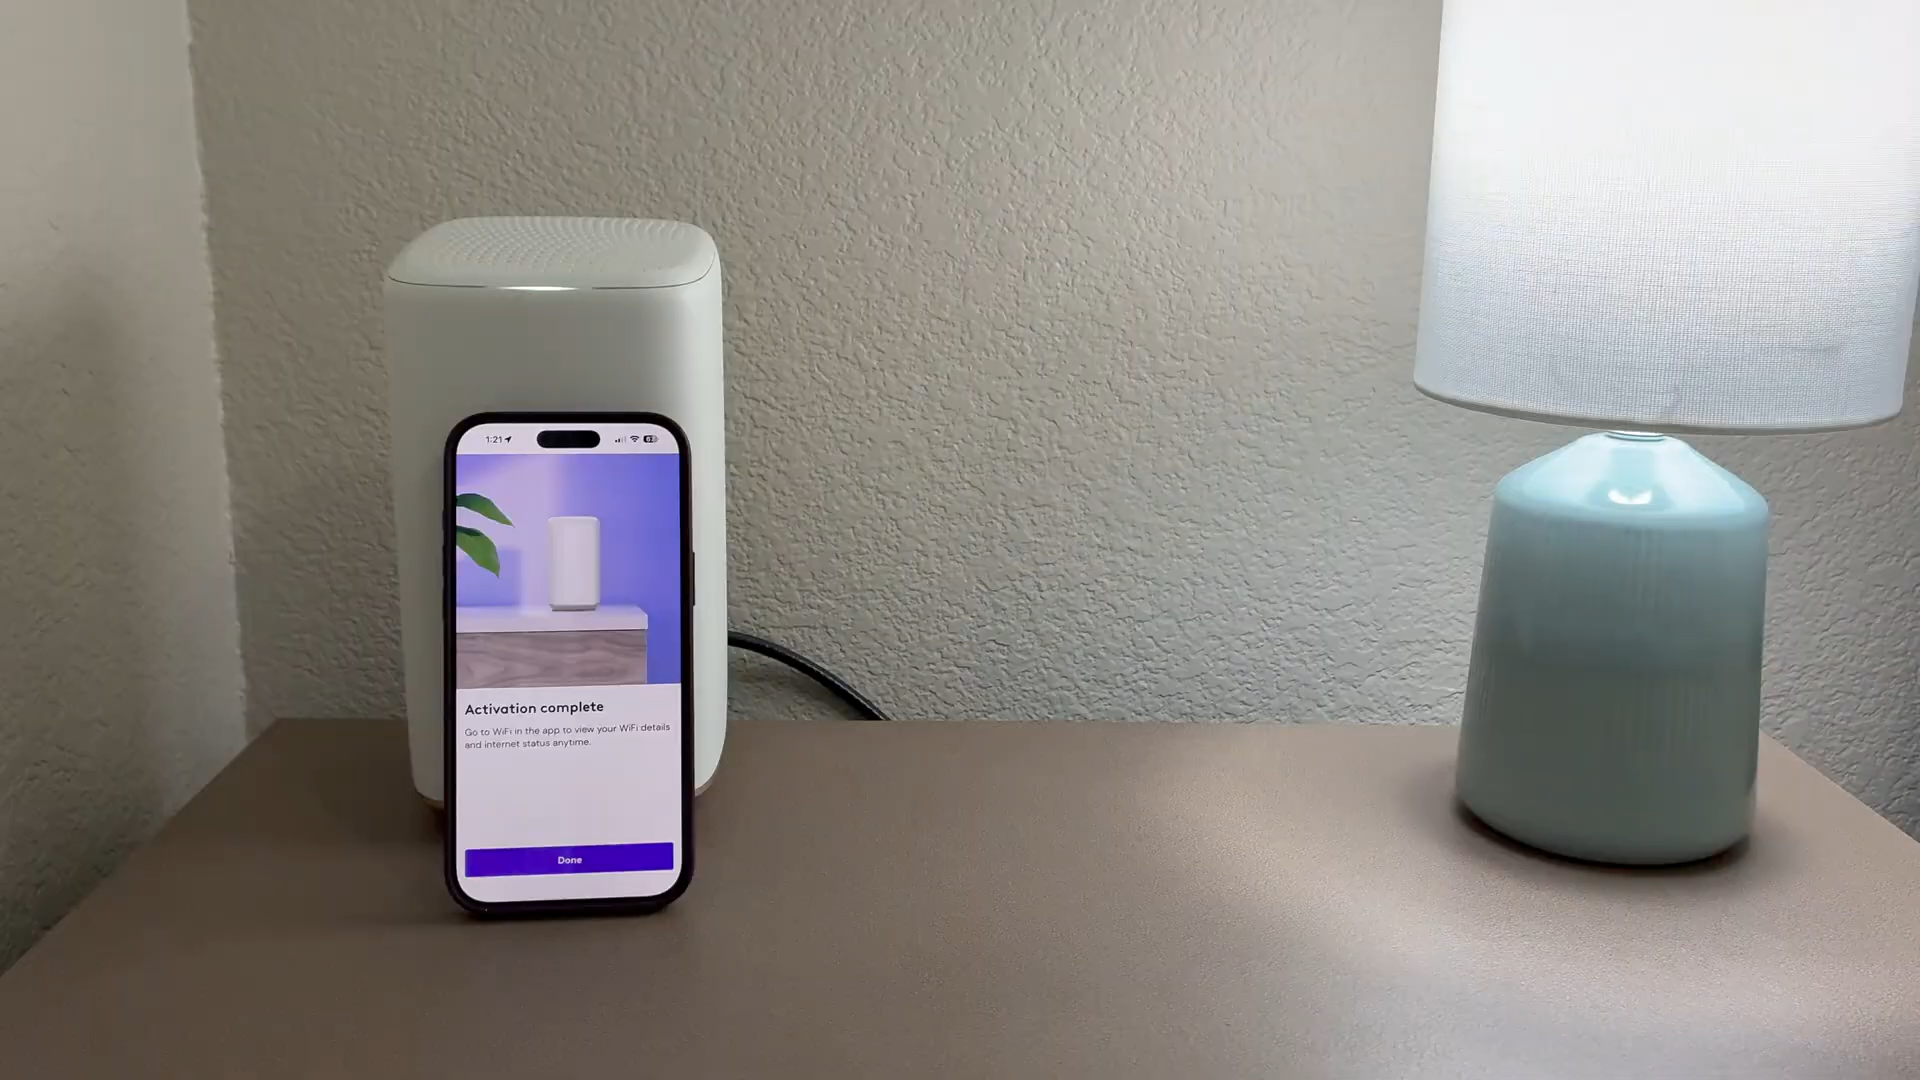 1:21
Activation complete
Go to WiFi in the app to view your WiFi details
and internet status anytime.
Done